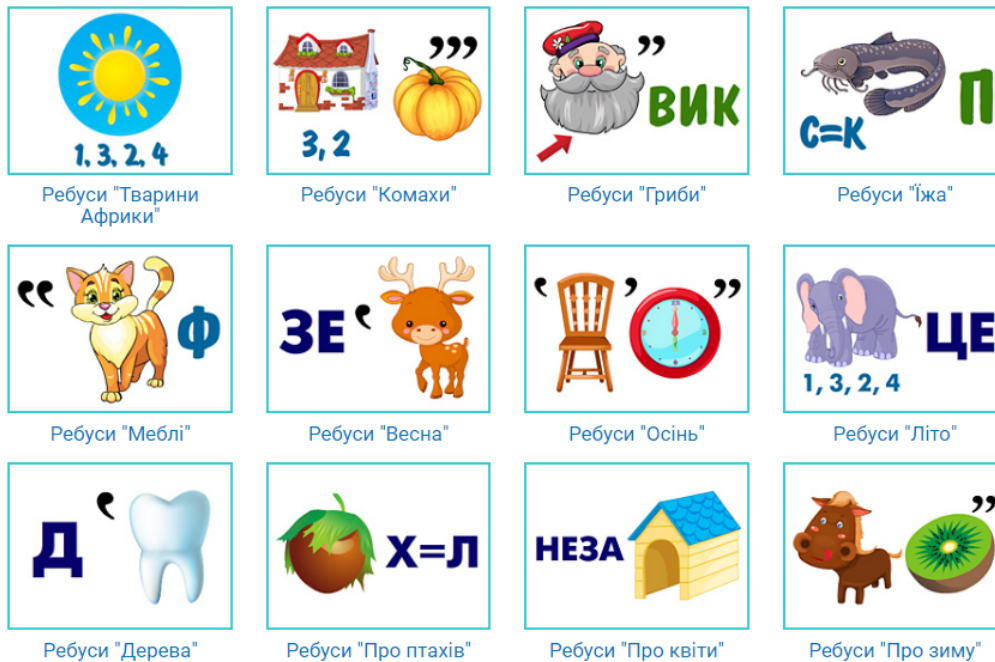 1, 3, 2, 4
Ребуси "Тварини
Африки"
3, 2
Ребуси "Комахи"
ВИК
Ребуси "Гриби"
С=К
П
Ребуси "Їжа"
Ф
Ребуси "Меблі"
ЗЕ
Ребуси "Весна"
Ребуси "Осінь"
ЦЕ
1, 3, 2, 4
Ребуси "Літо"
Д
Ребуси "Дерева"
Х=Л
Ребуси "Про птахів"
НЕЗА
Ребуси "Про квіти"
Ребуси "Про зиму"